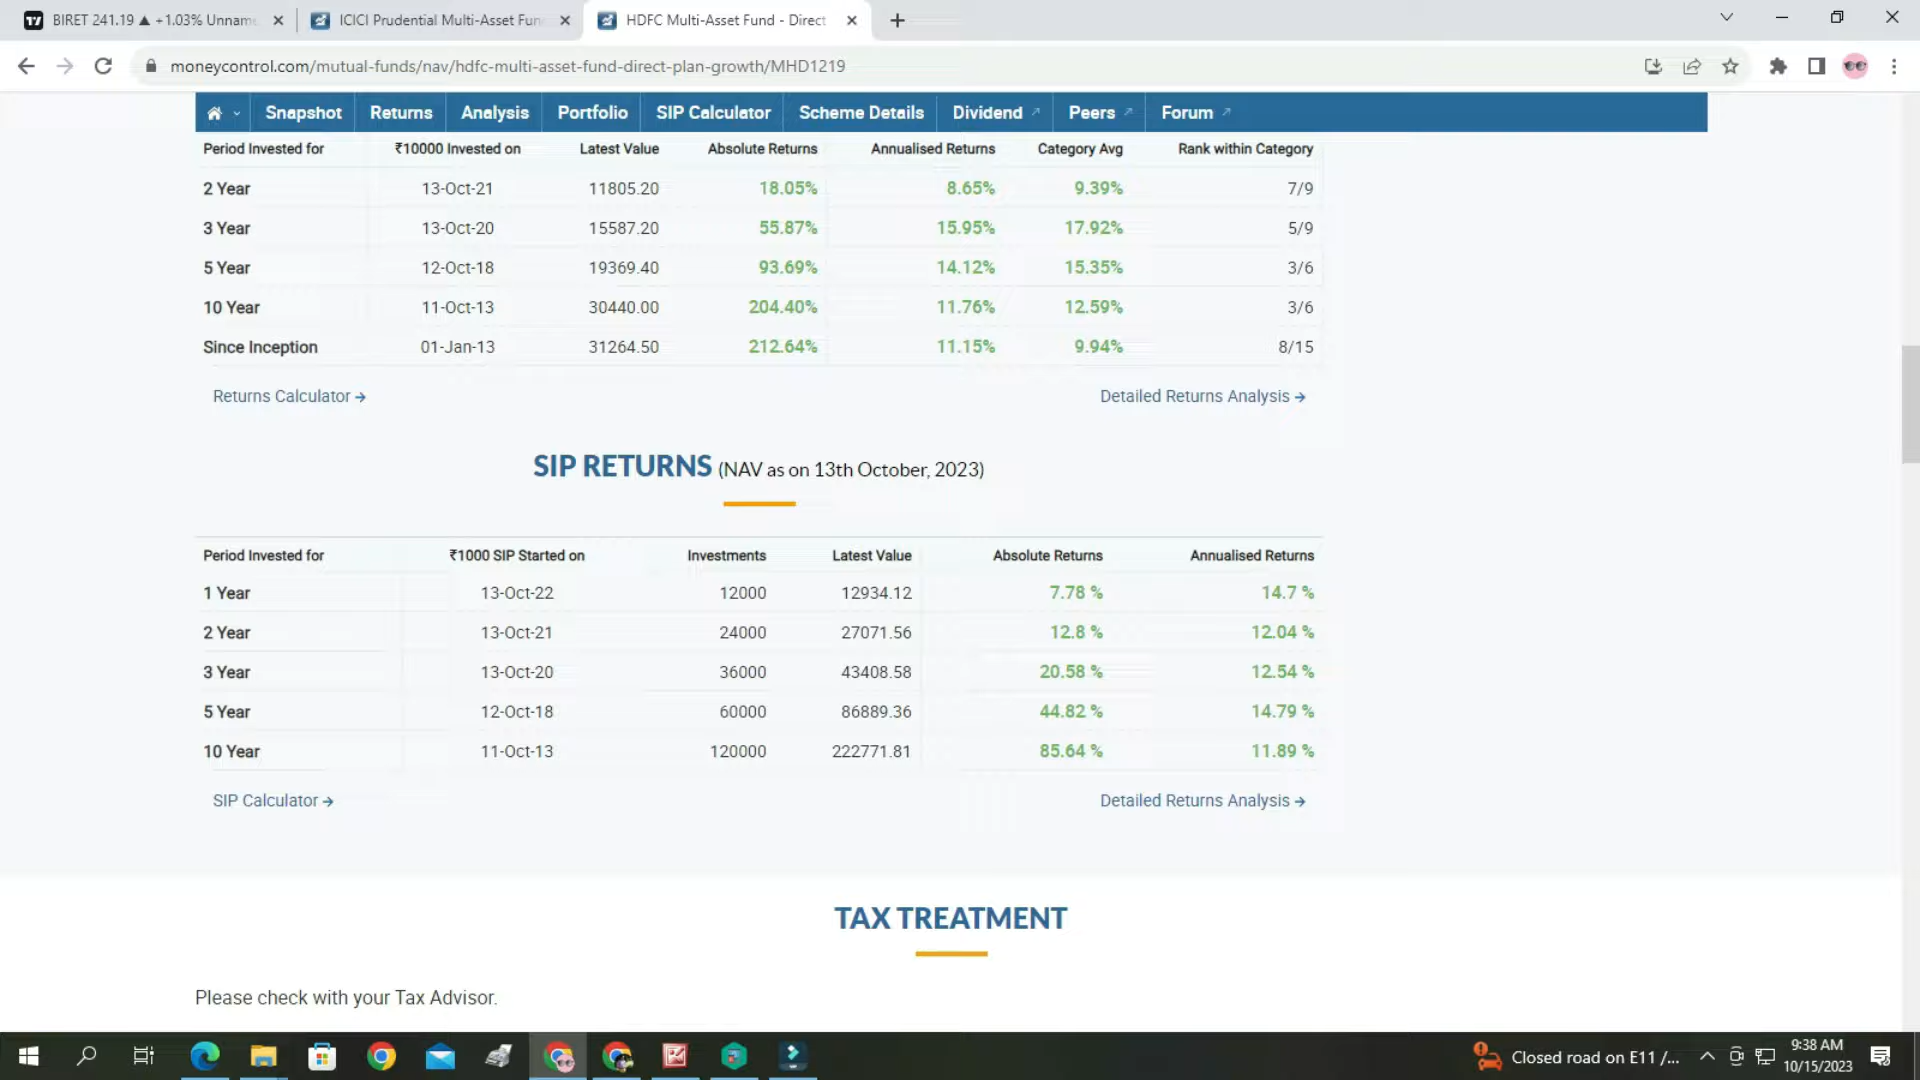 BIRET 241.19 ▲ +1.03% Unnam
ICICI Prudential Multi-Asset Fun
HDFC Multi-Asset Fund - Direct
moneycontrol.com/mutual-funds/nav/hdfc-multi-asset-fund-direct-plan-growth/MHD1219
Snapshot Returns Analysis Portfolio SIP Calculator Scheme Details Dividend Peers Forum
Period Invested for ₹10000 Invested on Latest Value Absolute Returns Annualised Returns Category Avg Rank within Category
2 Year 13-Oct-21 11805.20 18.05% 8.65% 9.39% 7/9
3 Year 13-Oct-20 15587.20 55.87% 15.95% 17.92% 5/9
5 Year 12-Oct-18 19369.40 93.69% 14.12% 15.35% 3/6
10 Year 11-Oct-13 30440.00 204.40% 11.76% 12.59% 3/6
Since Inception 01-Jan-13 31264.50 212.64% 11.15% 9.94% 8/15
Returns Calculator → Detailed Returns Analysis →
SIP RETURNS (NAV as on 13th October, 2023)
Period Invested for ₹1000 SIP Started on Investments Latest Value Absolute Returns Annualised Returns
1 Year 13-Oct-22 12000 12934.12 7.78 % 14.7 %
2 Year 13-Oct-21 24000 27071.56 12.8 % 12.04 %
3 Year 13-Oct-20 36000 43408.58 20.58 % 12.54 %
5 Year 12-Oct-18 60000 86889.36 44.82 % 14.79 %
10 Year 11-Oct-13 120000 222771.81 85.64 % 11.89 %
SIP Calculator → Detailed Returns Analysis →
TAX TREATMENT
Please check with your Tax Advisor.
Closed road on E11 /...
9:38 AM
10/15/2023